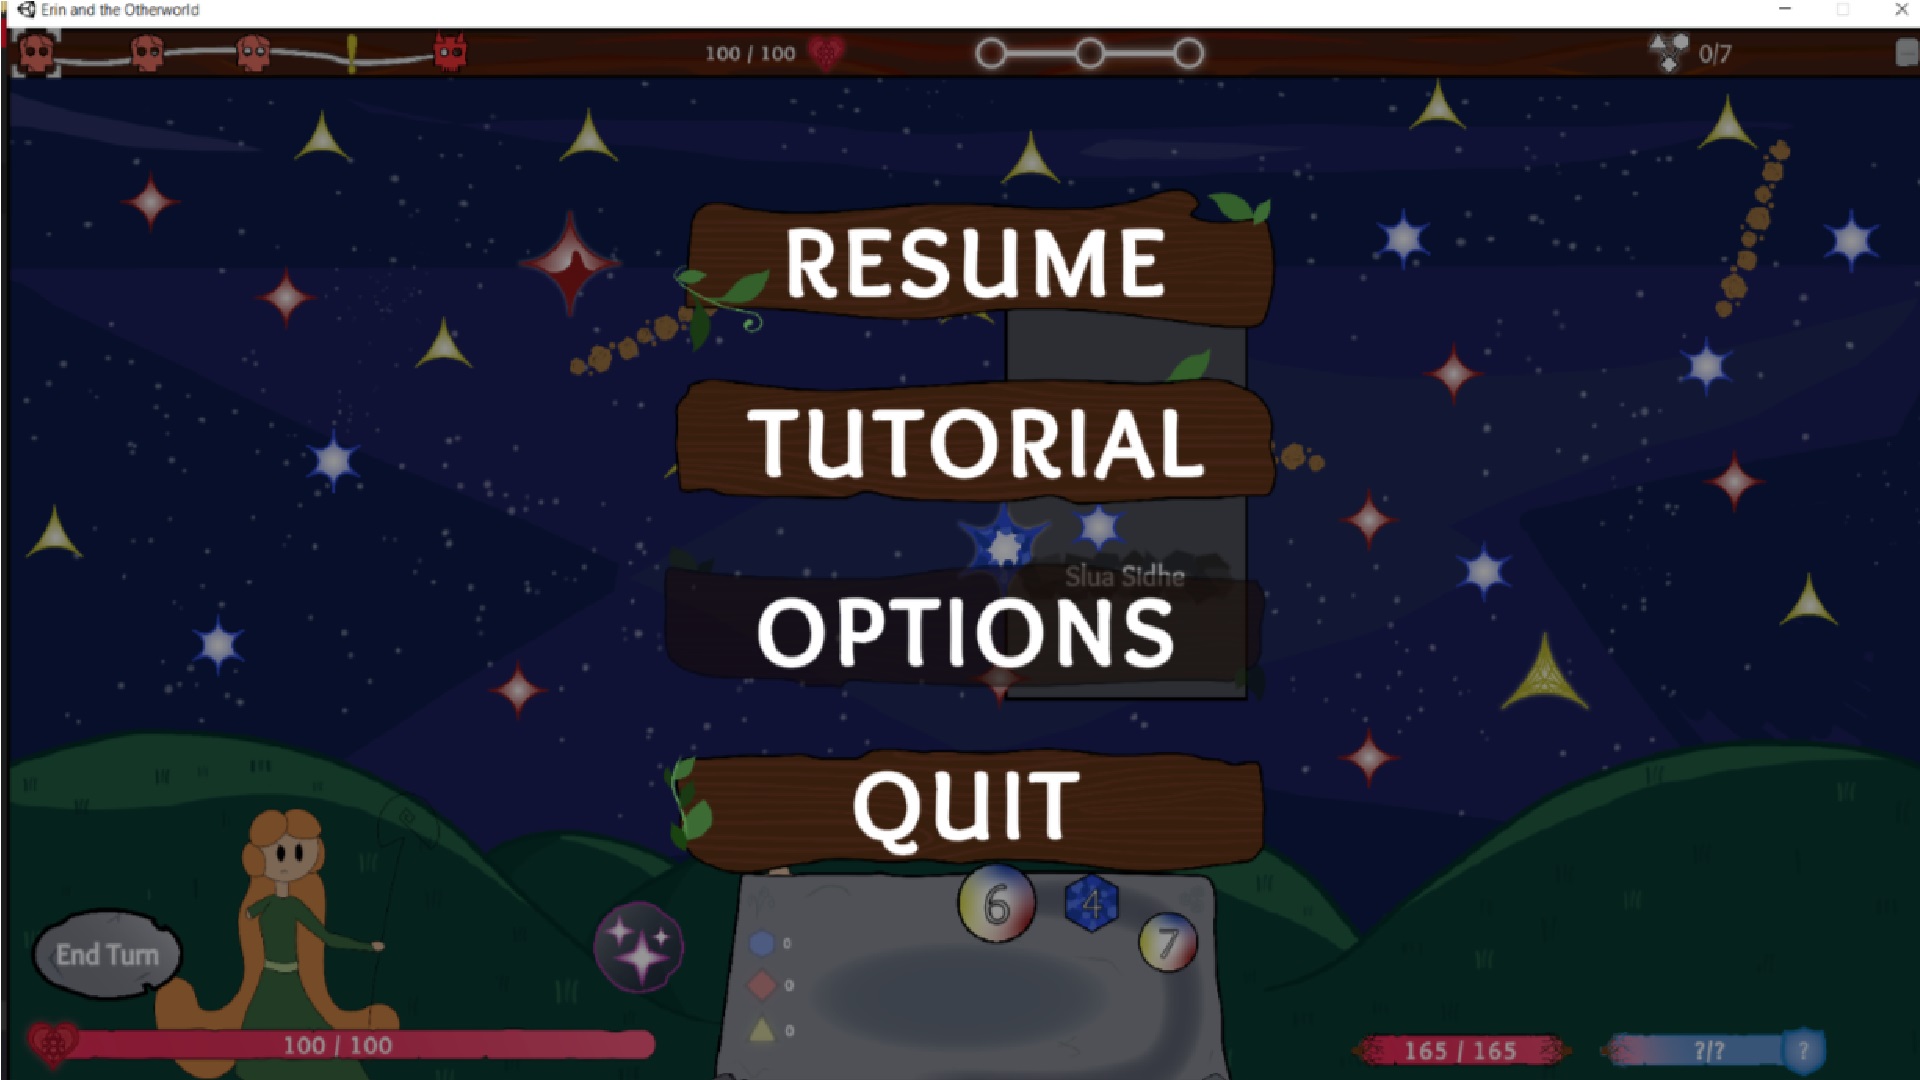 Erin and the Otherworld
100 / 100
0/7
RESUME
TUTORIAL
Slua Sidhe
OPTIONS
QUIT
6
4
7
0
0
0
End Turn
100 / 100
165 / 165
?/?
?